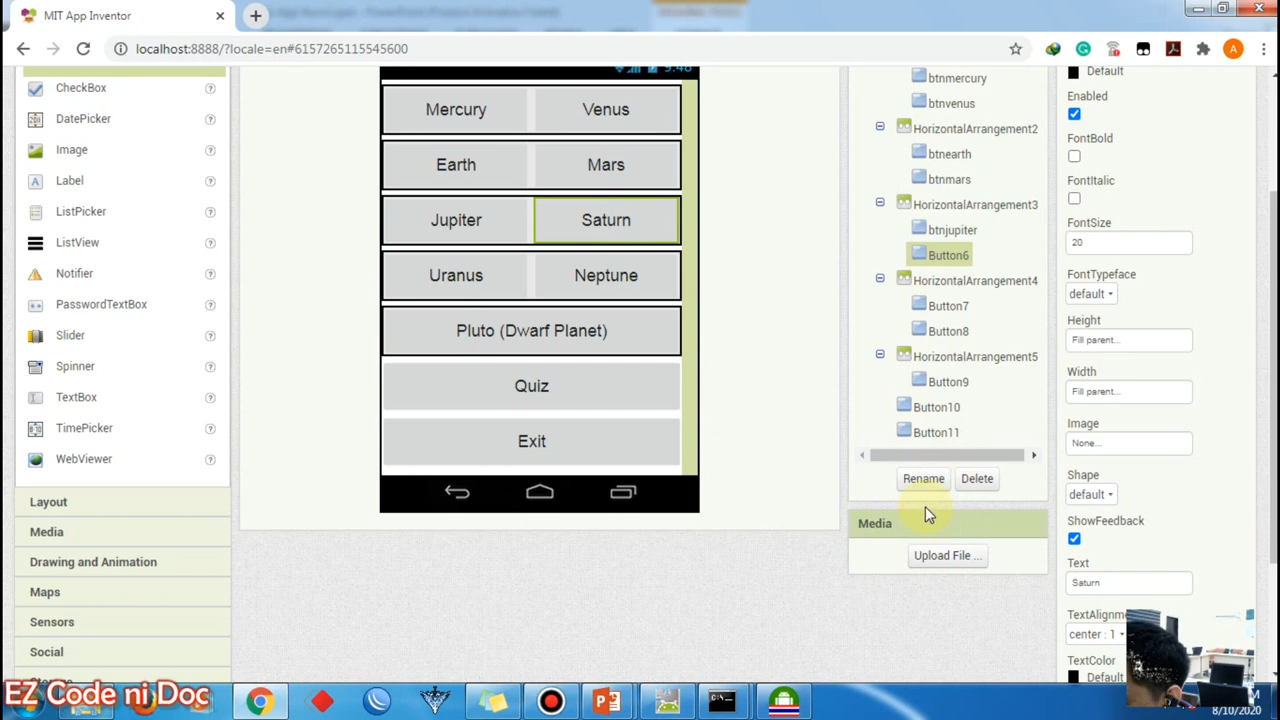 MIT App Inventor
localhost:8888/?locale=en#6157265115545600
A
CheckBox
DatePicker
Image
Label
ListPicker
ListView
Notifier
PasswordTextBox
Slider
Spinner
TextBox
TimePicker
WebViewer
Layout
Media
Drawing and Animation
Maps
Sensors
Social
9:48
Mercury Venus
Earth Mars
Jupiter Saturn
Uranus Neptune
Pluto (Dwarf Planet)
Quiz
Exit
btnmercury
btnvenus
HorizontalArrangement2
btnearth
btnmars
HorizontalArrangement3
btnjupiter
Button6
HorizontalArrangement4
Button7
Button8
HorizontalArrangement5
Button9
Button10
Button11
Rename Delete
Media
Upload File ...
Default
Enabled
FontBold
FontItalic
FontSize
20
FontTypeface
default
Height
Fill parent...
Width
Fill parent...
Image
None...
Shape
default
ShowFeedback
Text
Saturn
TextAlignme
center : 1
TextColor
Default
EZ Code ni Doc
8/10/2020